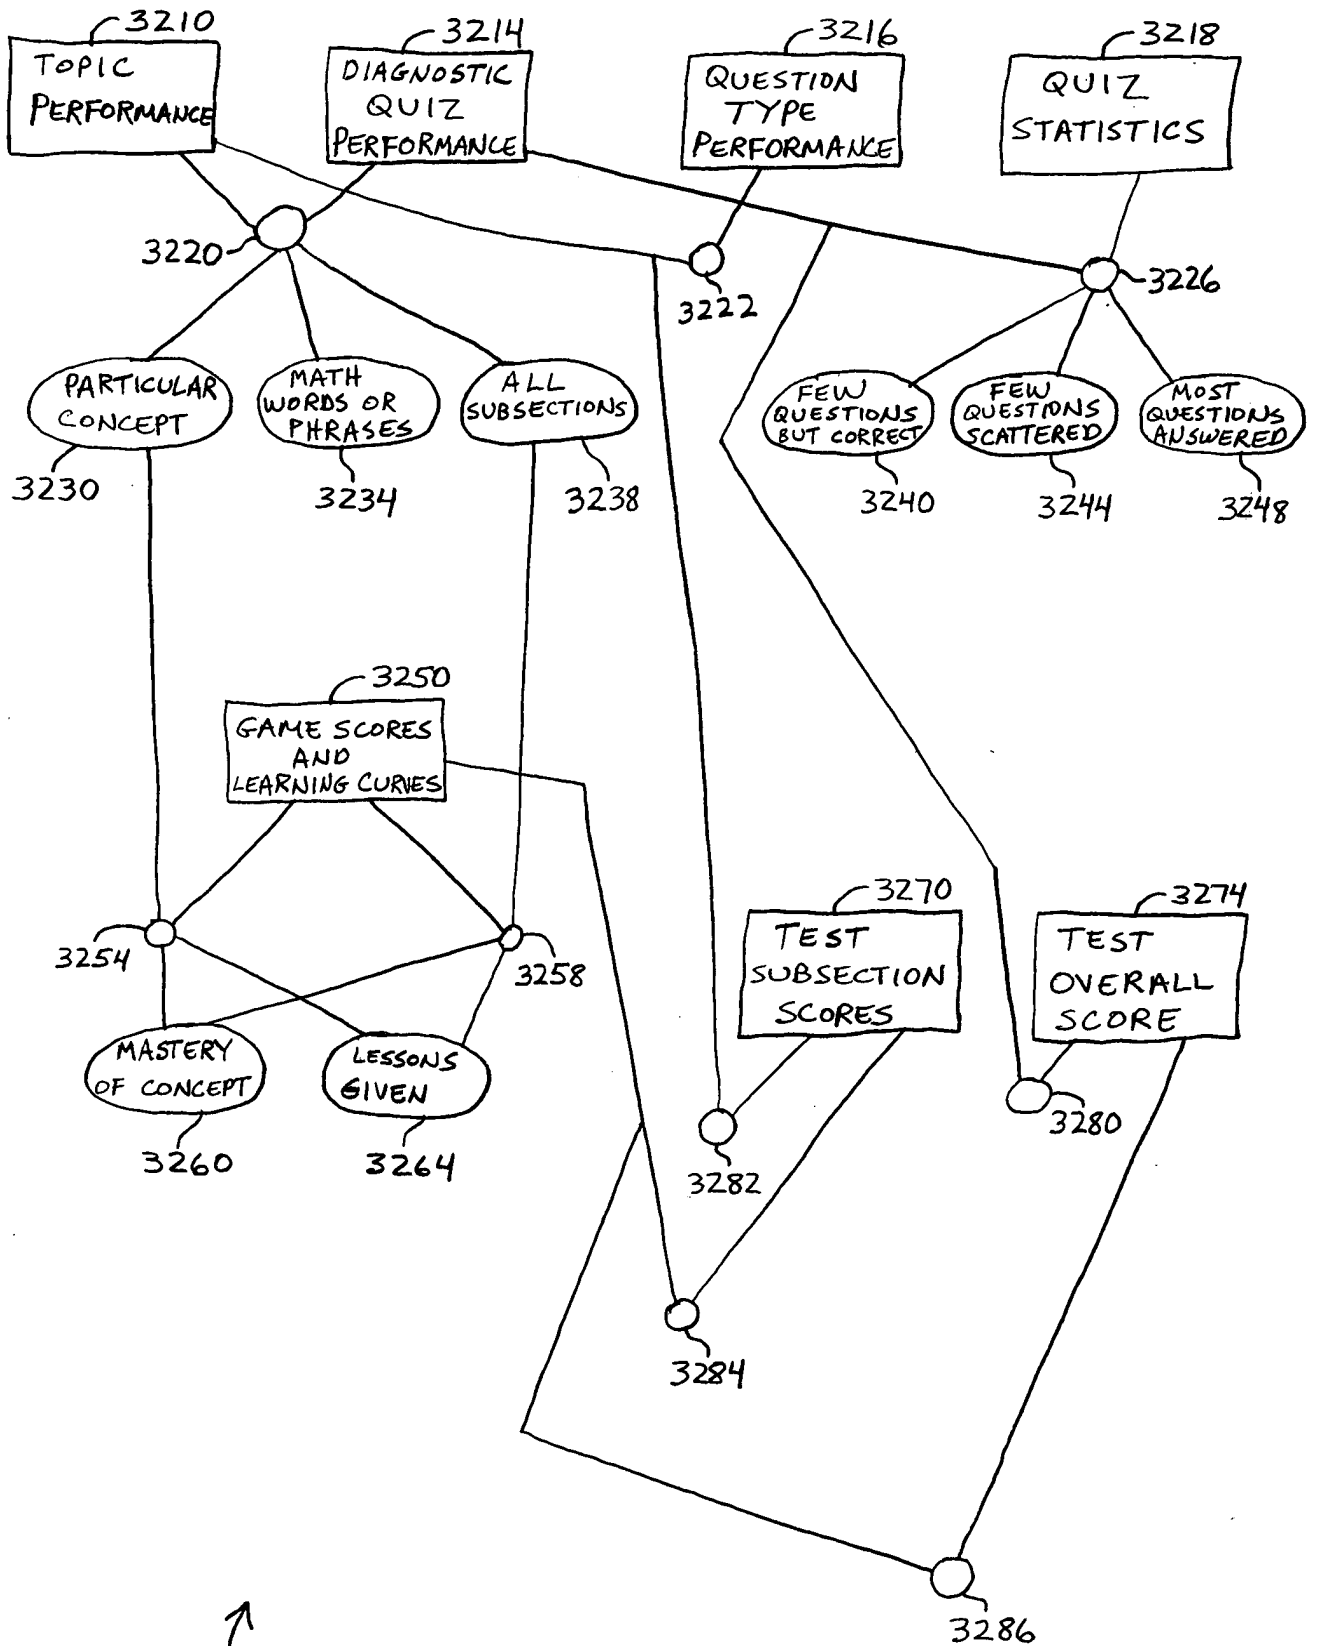 3210
3214
3216
3218
TOPIC
PERFORMANCE
DIAGNOSTIC
QUIZ
PERFORMANCE
QUESTION
TYPE
PERFORMANCE
QUIZ
STATISTICS
3220
3222
3226
PARTICULAR
CONCEPT
MATH
WORDS OR
PHRASES
ALL
SUBSECTIONS
FEW
QUESTIONS
BUT CORRECT
FEW
QUESTIONS
SCATTERED
MOST
QUESTIONS
ANSWERED
3230
3234
3238
3240
3244
3248
3250
GAME SCORES
AND
LEARNING CURVES
3254
3258
3270
TEST
SUBSECTION
SCORES
3274
TEST
OVERALL
SCORE
MASTERY
OF CONCEPT
LESSONS
GIVEN
3260
3264
3280
3282
3284
3286